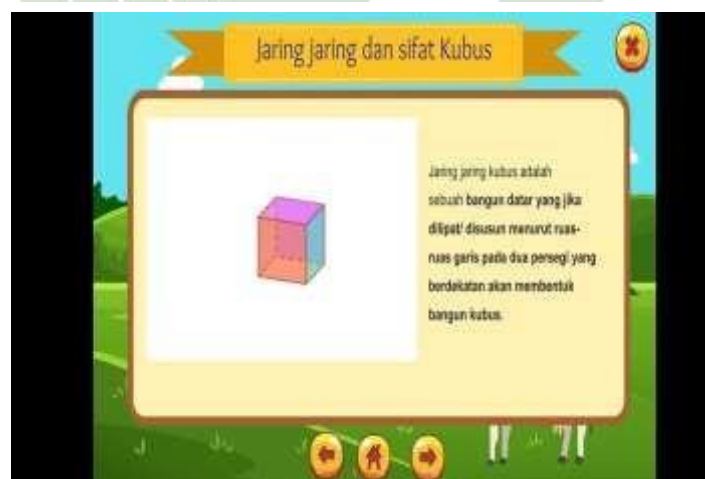 Jaring jaring dan sifat Kubus
Jaring jaring kubus adalah
sebuah bangun datar yang jika
dilipat/ disusun menurut ruas-
ruas garis pada dua persegi yang
berdekatan akan membentuk
bangun kubus.